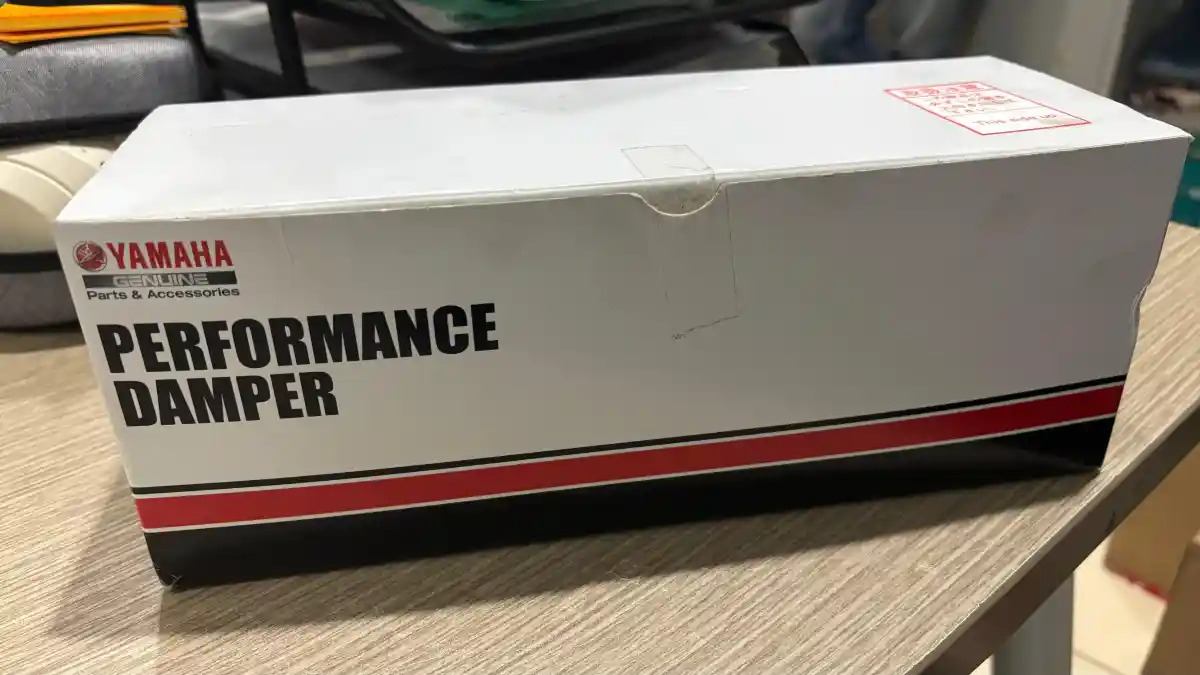 YAMAHA
GENUINE
Parts & Accessories
PERFORMANCE
DAMPER
This side up